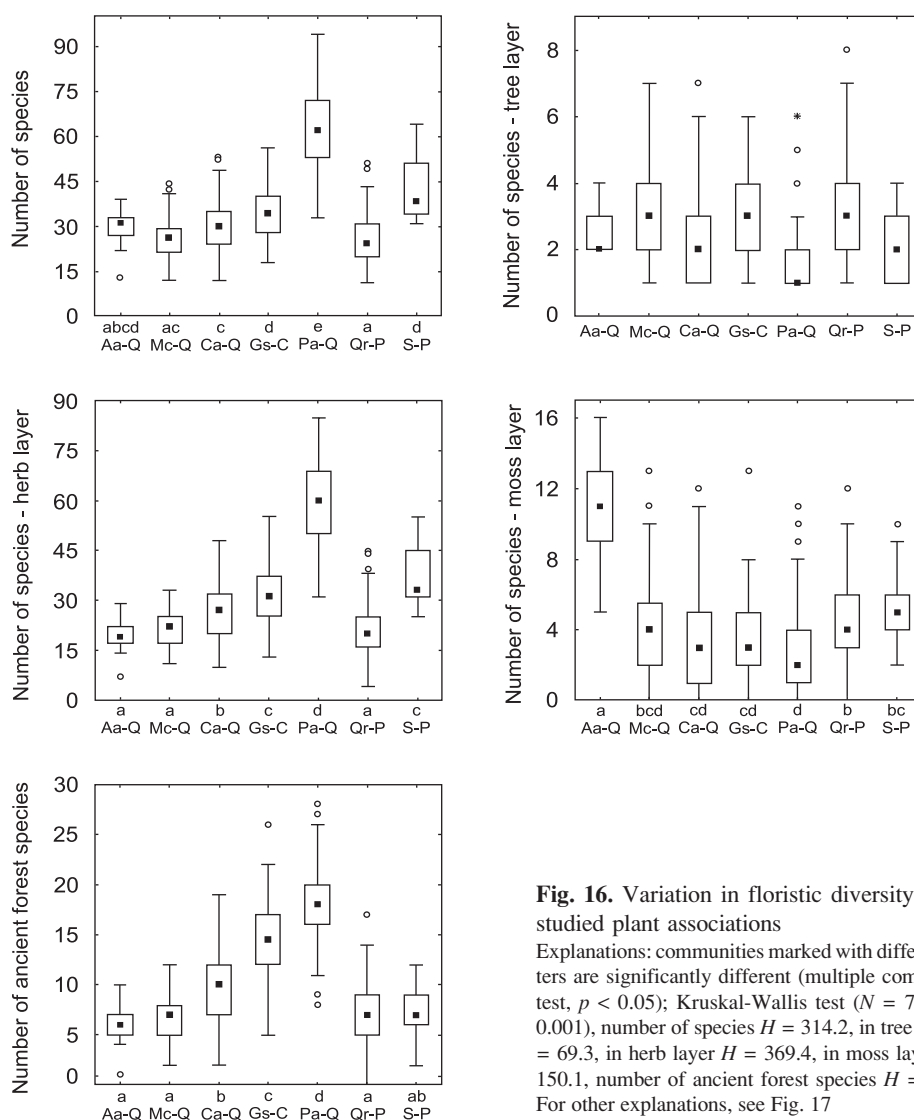 Number of species
90
75
60
45
30
15
0
abcd ac c d e a d
Aa-Q Mc-Q Ca-Q Gs-C Pa-Q Qr-P S-P
Number of species - tree layer
8
6
4
2
0
Aa-Q Mc-Q Ca-Q Gs-C Pa-Q Qr-P S-P
Number of species - herb layer
90
75
60
45
30
15
0
a a b c d a c
Aa-Q Mc-Q Ca-Q Gs-C Pa-Q Qr-P S-P
Number of species - moss layer
16
12
8
4
0
a bcd cd cd d b bc
Aa-Q Mc-Q Ca-Q Gs-C Pa-Q Qr-P S-P
Number of ancient forest species
30
25
20
15
10
5
0
a a b c d a ab
Aa-Q Mc-Q Ca-Q Gs-C Pa-Q Qr-P S-P
Fig. 16. Variation in floristic diversity
studied plant associations
Explanations: communities marked with diffe
ters are significantly different (multiple com
test, p < 0.05); Kruskal-Wallis test (N = 7
0.001), number of species H = 314.2, in tree
= 69.3, in herb layer H = 369.4, in moss lay
150.1, number of ancient forest species H =
For other explanations, see Fig. 17